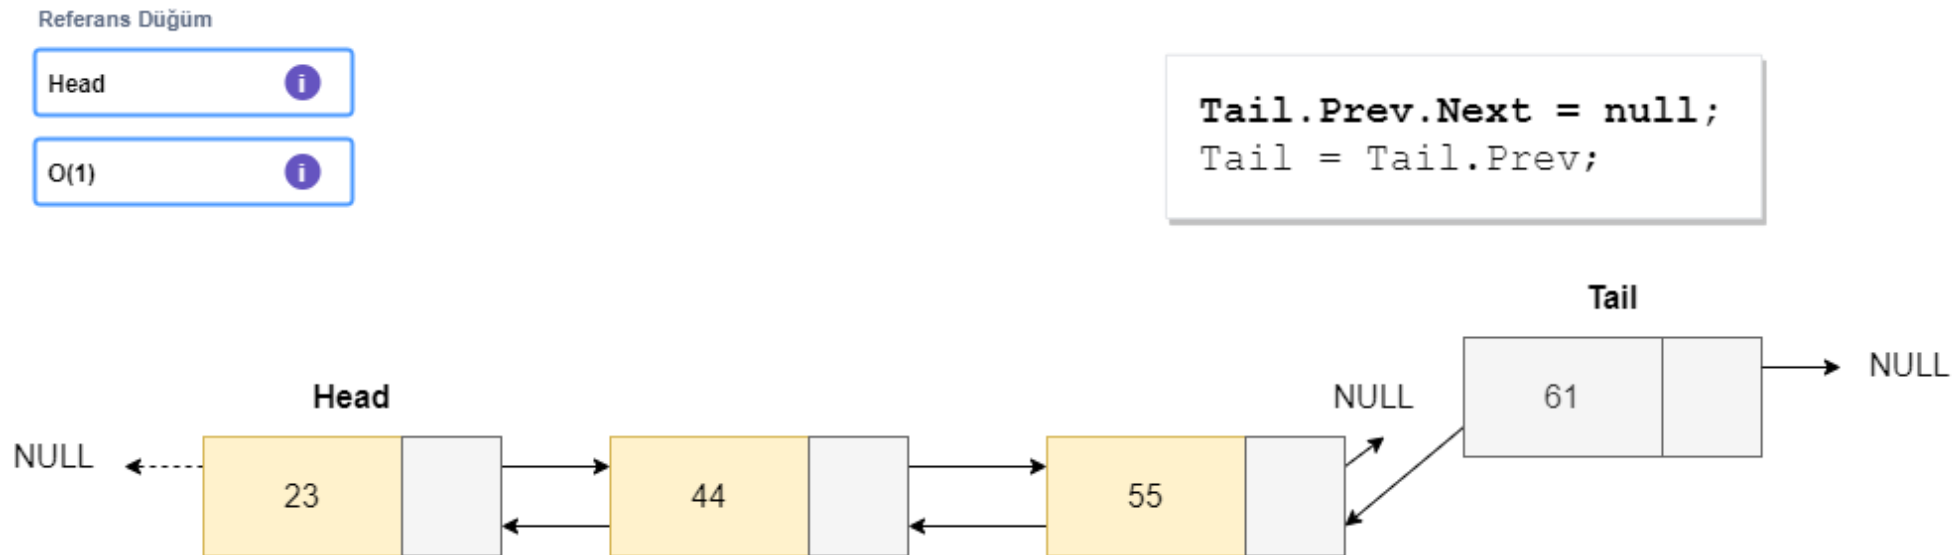 Referans Düğüm
Head
i
O(1)
i
Tail.Prev.Next = null;
Tail = Tail.Prev;
Tail
NULL
61
NULL
Head
NULL
23
44
55